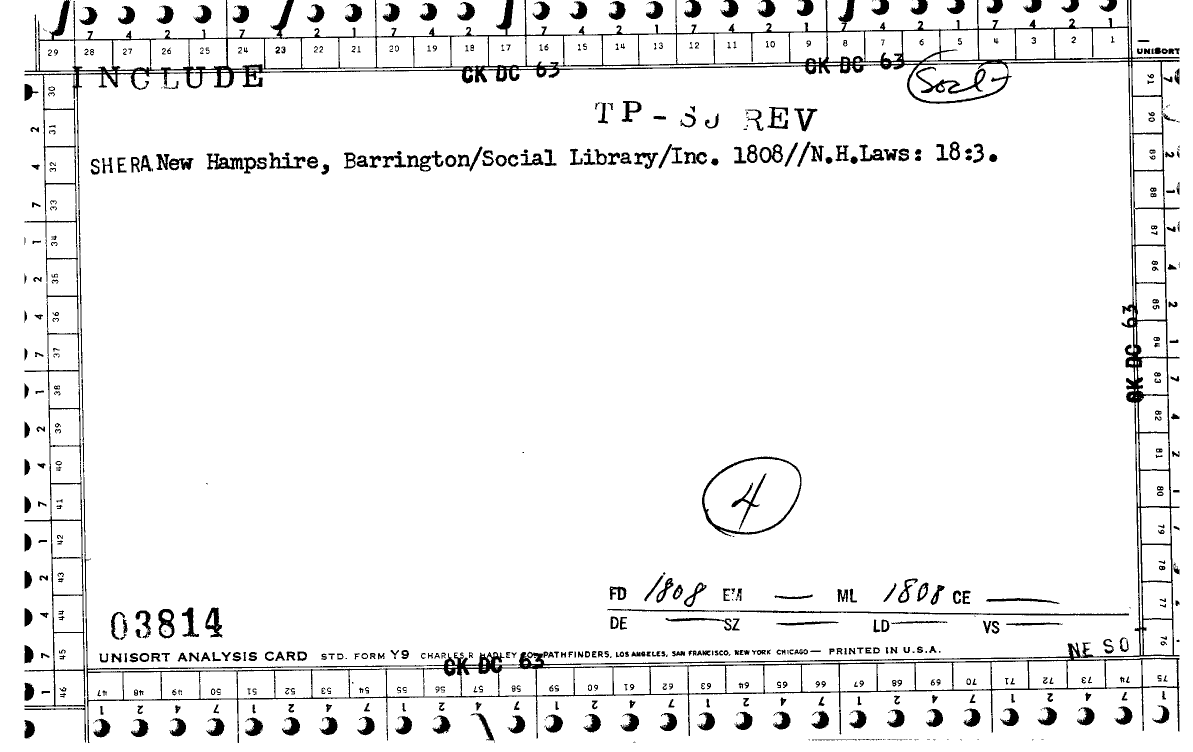 7 4 2 1 7 4 2 1 7 4 2 1 7 4 2 1 7 4 2 1 7 4 2 1 7 4 2 1
29 28 27 26 25 24 23 22 21 20 19 18 17 16 15 14 13 12 11 10 9 8 7 6 5 4 3 2 1
UNISORT
INCLUDE CK DC 63 CK DC 63 Socl-
TP - SJ REV
SHERA New Hampshire, Barrington/Social Library/Inc. 1808//N.H.Laws: 18:3.
CK DC 63
4
FD 1808 EM — ML 1808 CE —
DE — SZ — LD — VS —
03814
UNISORT ANALYSIS CARD STD. FORM Y9 CHARLES R HADLEY CO. PATHFINDERS, LOS ANGELES, SAN FRANCISCO, NEW YORK CHICAGO — PRINTED IN U.S.A.
CK DC 63
NE SO
30 31 32 33 34 35 36 37 38 39 40 41 42 43 44 45 46
47 48 49 50 51 52 53 54 55 56 57 58 59 60 61 62 63 64 65 66 67 68 69 70 71 72 73 74 75
76 77 78 79 80 81 82 83 84 85 86 87 88 89 90 91